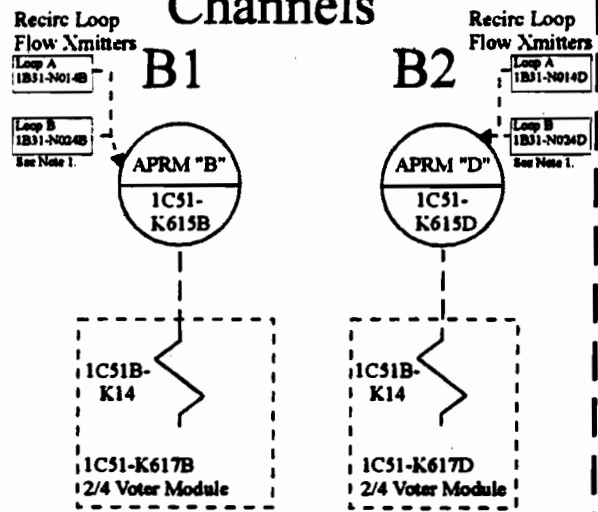 Channels
Recirc Loop
Flow Xmitters
Loop A
1B31-N014B
Loop B
1B31-N024B
See Note 1.
B1
APRM "B"
1C51-
K615B
1C51B-
K14
1C51-K617B
2/4 Voter Module
Recirc Loop
Flow Xmitters
Loop A
1B31-N014D
Loop B
1B31-N024D
See Note 1.
B2
APRM "D"
1C51-
K615D
1C51B-
K14
1C51-K617D
2/4 Voter Module